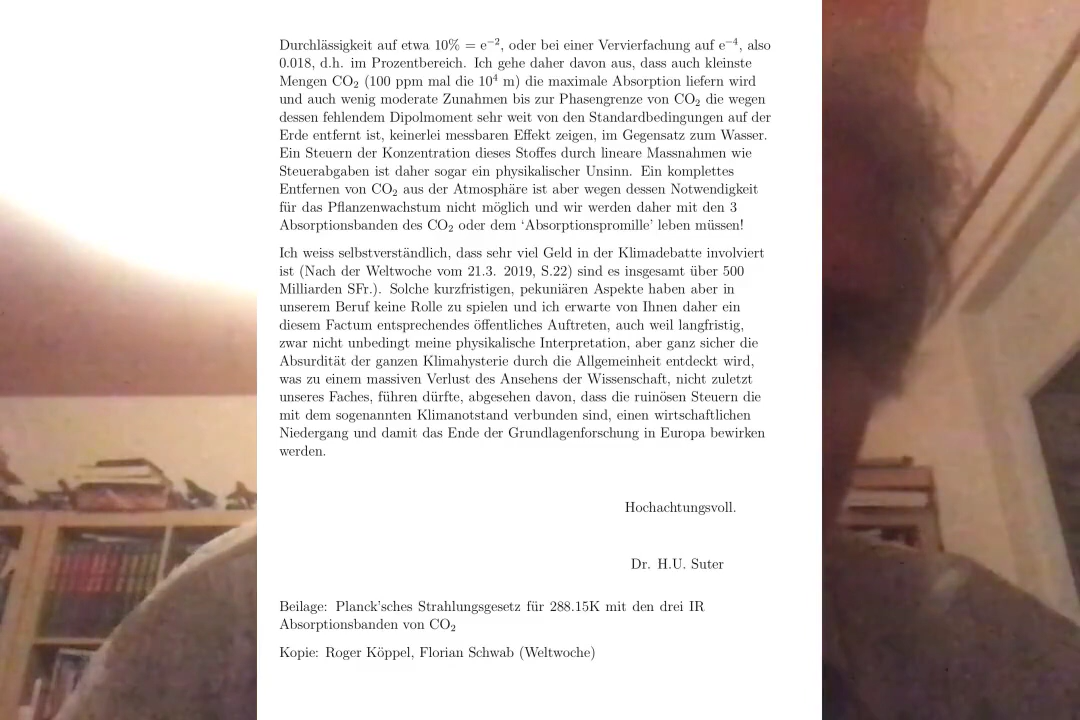 Durchlässigkeit auf etwa 10% = e⁻², oder bei einer Vervierfachung auf e⁻⁴, also
0.018, d.h. im Prozentbereich. Ich gehe daher davon aus, dass auch kleinste
Mengen CO₂ (100 ppm mal die 10⁴ m) die maximale Absorption liefern wird
und auch wenig moderate Zunahmen bis zur Phasengrenze von CO₂ die wegen
dessen fehlendem Dipolmoment sehr weit von den Standardbedingungen auf der
Erde entfernt ist, keinerlei messbaren Effekt zeigen, im Gegensatz zum Wasser.
Ein Steuern der Konzentration dieses Stoffes durch lineare Massnahmen wie
Steuerabgaben ist daher sogar ein physikalischer Unsinn. Ein komplettes
Entfernen von CO₂ aus der Atmosphäre ist aber wegen dessen Notwendigkeit
für das Pflanzenwachstum nicht möglich und wir werden daher mit den 3
Absorptionsbanden des CO₂ oder dem ‘Absorptionspromille’ leben müssen!
Ich weiss selbstverständlich, dass sehr viel Geld in der Klimadebatte involviert
ist (Nach der Weltwoche vom 21.3. 2019, S.22) sind es insgesamt über 500
Milliarden SFr.). Solche kurzfristigen, pekuniären Aspekte haben aber in
unserem Beruf keine Rolle zu spielen und ich erwarte von Ihnen daher ein
diesem Factum entsprechendes öffentliches Auftreten, auch weil langfristig,
zwar nicht unbedingt meine physikalische Interpretation, aber ganz sicher die
Absurdität der ganzen Klimahysterie durch die Allgemeinheit entdeckt wird,
was zu einem massiven Verlust des Ansehens der Wissenschaft, nicht zuletzt
unseres Faches, führen dürfte, abgesehen davon, dass die ruinösen Steuern die
mit dem sogenannten Klimanotstand verbunden sind, einen wirtschaftlichen
Niedergang und damit das Ende der Grundlagenforschung in Europa bewirken
werden.
Hochachtungsvoll.
Dr. H.U. Suter
Beilage: Planck’sches Strahlungsgesetz für 288.15K mit den drei IR
Absorptionsbanden von CO₂
Kopie: Roger Köppel, Florian Schwab (Weltwoche)